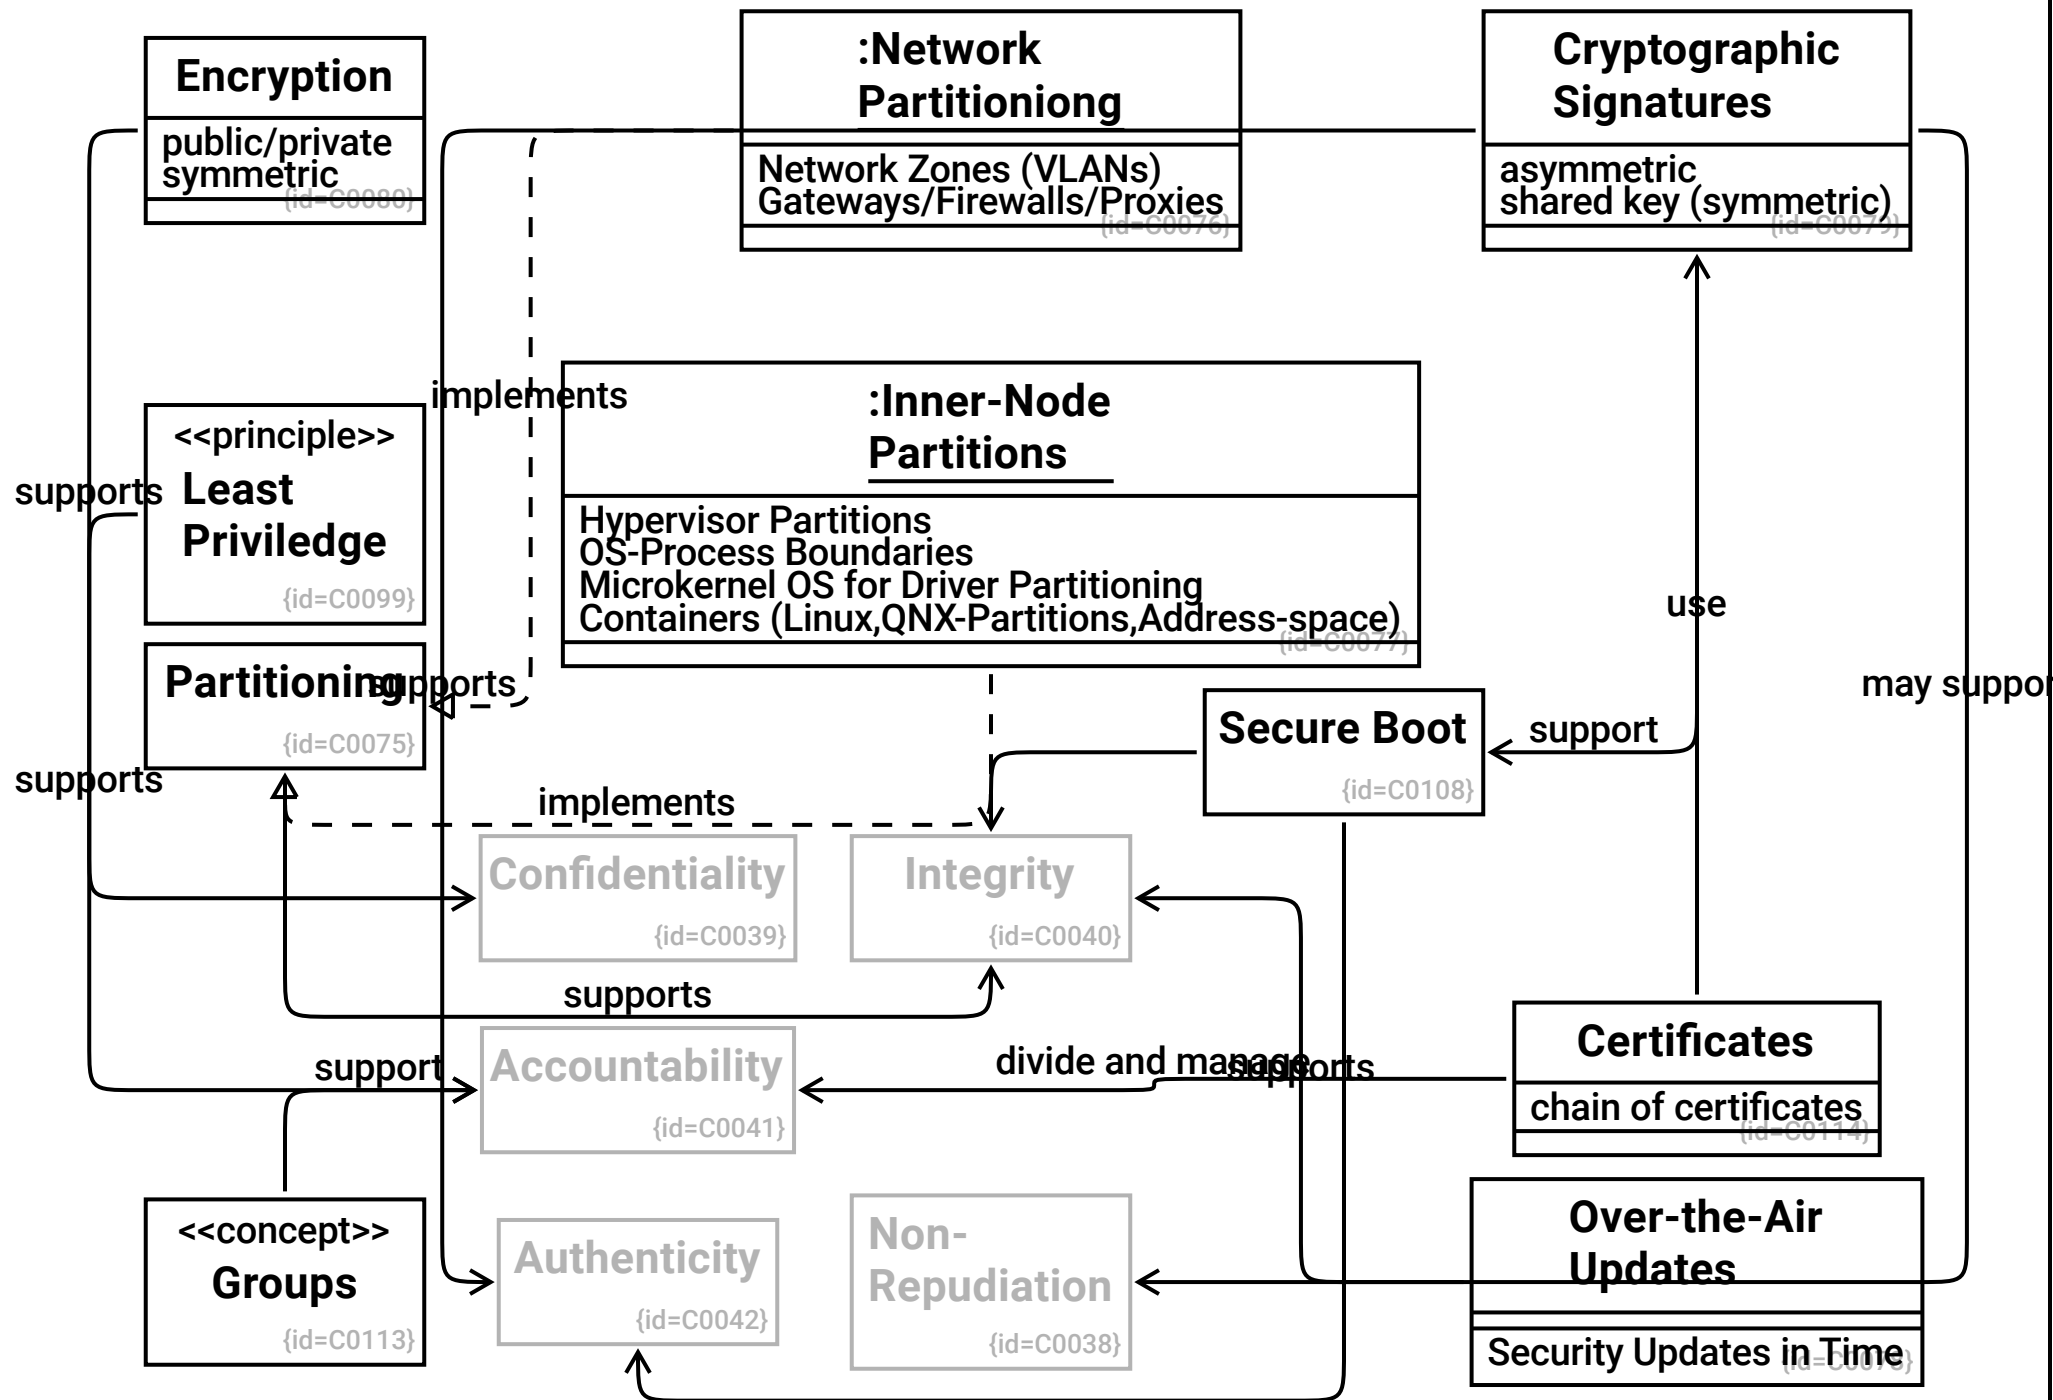 Encryption
public/private
symmetric
{id=C0080}
:Network
Partitioniong
Network Zones (VLANs)
Gateways/Firewalls/Proxies
{id=C0076}
Cryptographic
Signatures
asymmetric
shared key (symmetric)
{id=C0079}
implements
<<principle>>
Least
Priviledge
{id=C0099}
supports
:Inner-Node
Partitions
Hypervisor Partitions
OS-Process Boundaries
Microkernel OS for Driver Partitioning
Containers (Linux,QNX-Partitions,Address-space)
{id=C0077}
use
Partitioning
{id=C0075}
supports
may suppor
Secure Boot
{id=C0108}
support
supports
implements
Confidentiality
{id=C0039}
Integrity
{id=C0040}
supports
Accountability
{id=C0041}
support
divide and manage
supports
Certificates
chain of certificates
{id=C0114}
<<concept>>
Groups
{id=C0113}
Authenticity
{id=C0042}
Non-
Repudiation
{id=C0038}
Over-the-Air
Updates
Security Updates in Time